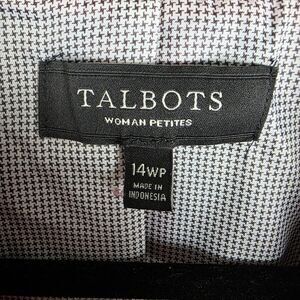 TALBOTS
WOMAN PETITES
14WP
MADE IN
INDONESIA